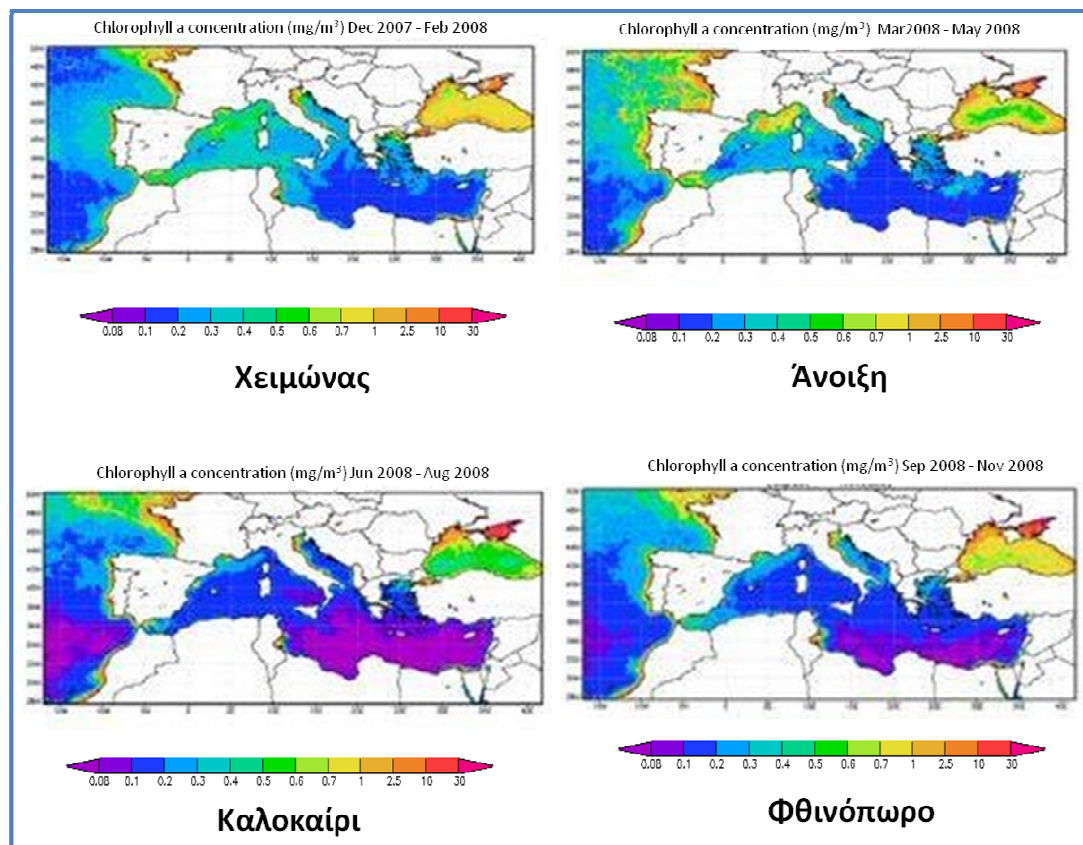 Chlorophyll a concentration (mg/m³) Dec 2007 - Feb 2008
Chlorophyll a concentration (mg/m³) Mar2008 - May 2008
0.08 0.1 0.2 0.3 0.4 0.5 0.6 0.7 1 2.5 10 30
0.08 0.1 0.2 0.3 0.4 0.5 0.6 0.7 1 2.5 10 30
Χειμώνας
Άνοιξη
Chlorophyll a concentration (mg/m³) Jun 2008 - Aug 2008
Chlorophyll a concentration (mg/m³) Sep 2008 - Nov 2008
0.08 0.1 0.2 0.3 0.4 0.5 0.6 0.7 1 2.5 10 30
0.08 0.1 0.2 0.3 0.4 0.5 0.6 0.7 1 2.5 10 30
Καλοκαίρι
Φθινόπωρο